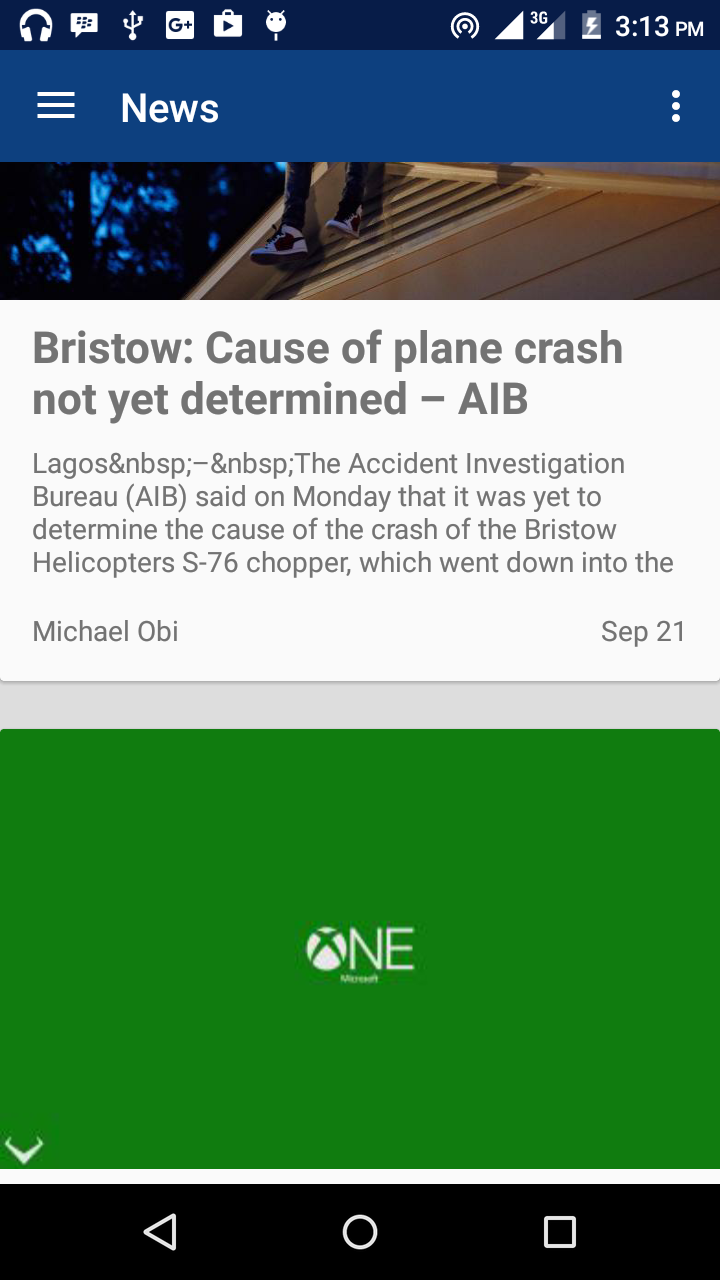 3G 3:13 PM
News
Bristow: Cause of plane crash
not yet determined – AIB
Lagos&nbsp;–&nbsp;The Accident Investigation
Bureau (AIB) said on Monday that it was yet to
determine the cause of the crash of the Bristow
Helicopters S-76 chopper, which went down into the
Michael Obi Sep 21
ONE
Microsoft